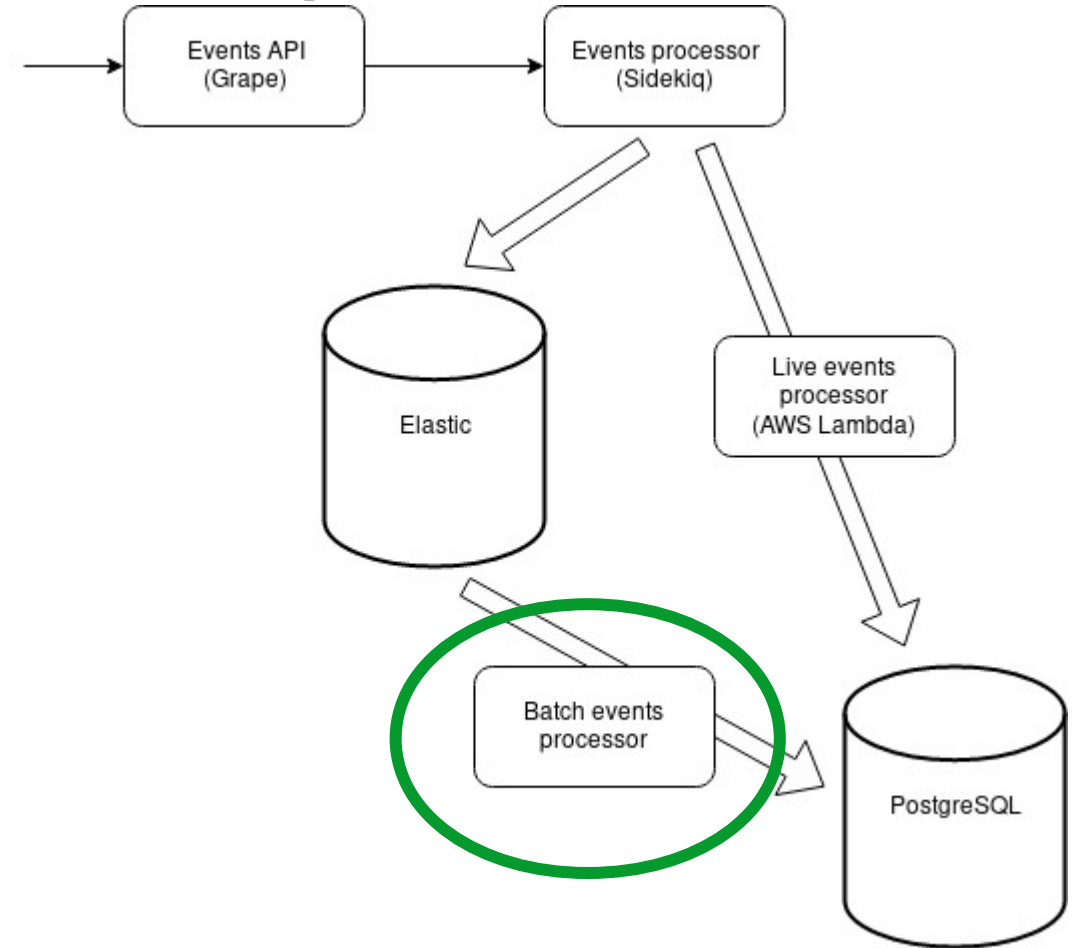 Events API
(Grape)
Events processor
(Sidekiq)
Live events
processor
(AWS Lambda)
Elastic
Batch events
processor
PostgreSQL